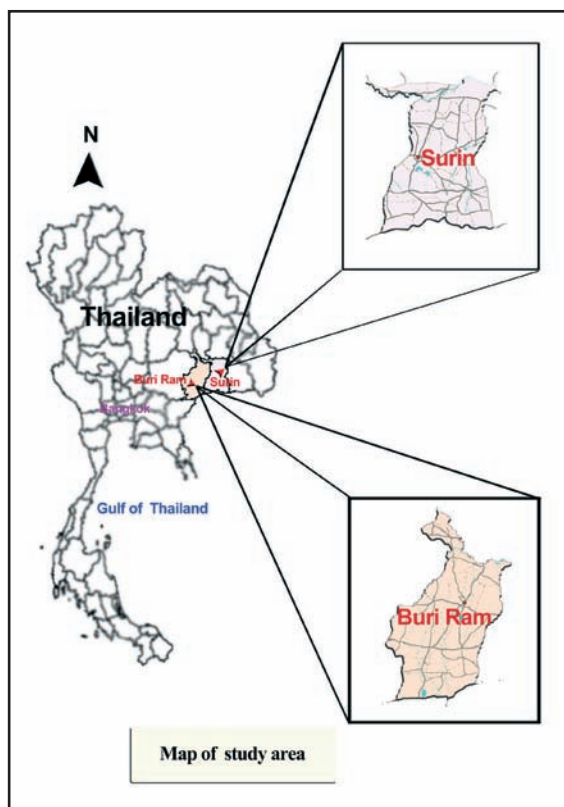 N
Surin
Thailand
Buri Ram
Surin
Bangkok
Gulf of Thailand
Buri Ram
Map of study area